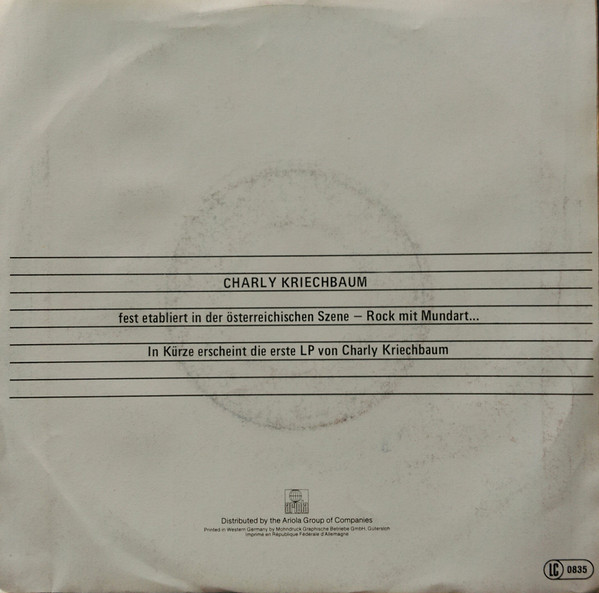 CHARLY KRIECHBAUM
fest etabliert in der österreichischen Szene – Rock mit Mundart...
In Kürze erscheint die erste LP von Charly Kriechbaum
Distributed by the Ariola Group of Companies
Printed in Western Germany by Mohndruck Graphische Betriebe GmbH, Gütersloh
Imprimé en République Fédérale d'Allemagne
LC 0835